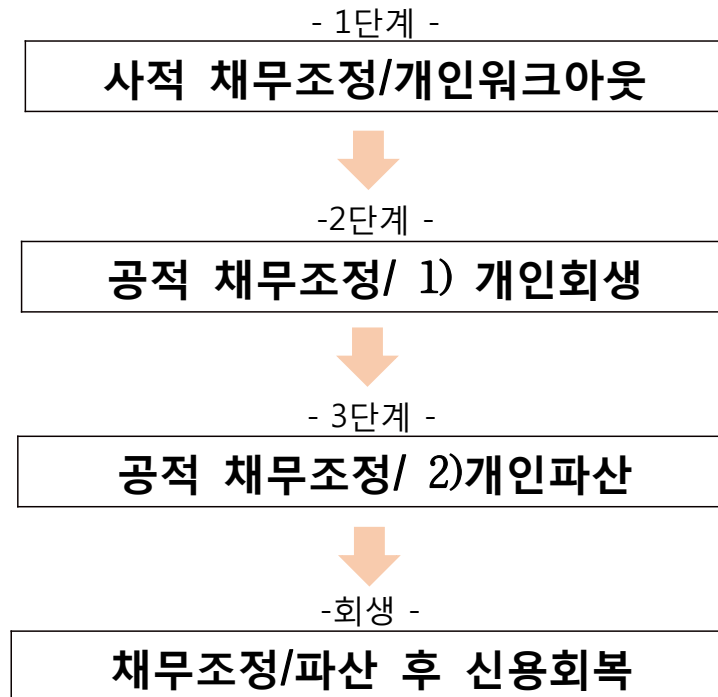 - 1단계 -
사적 채무조정/개인워크아웃
-2단계 -
공적 채무조정/ 1) 개인회생
- 3단계 -
공적 채무조정/ 2)개인파산
-회생 -
채무조정/파산 후 신용회복